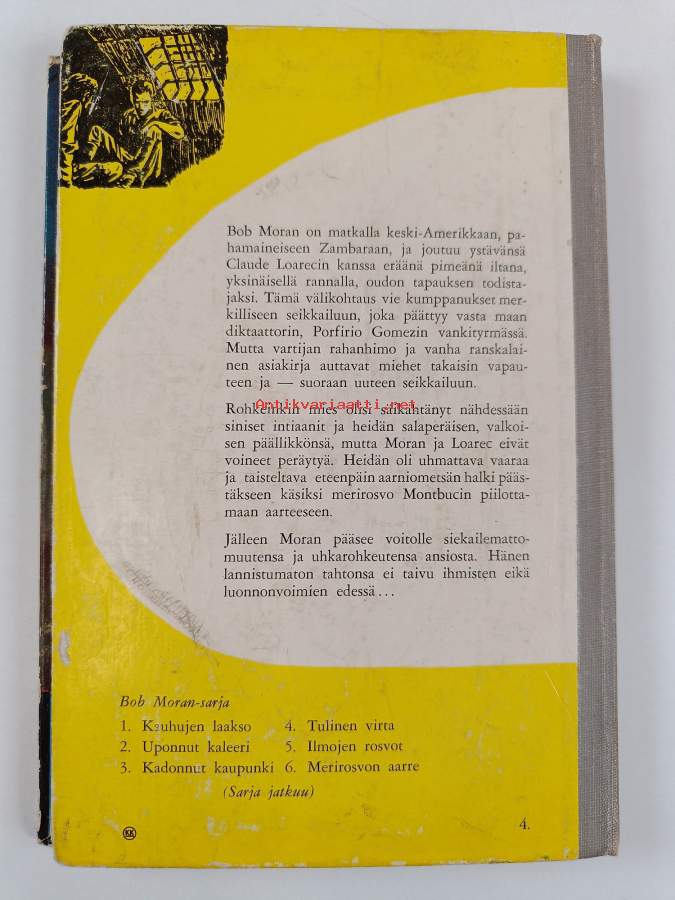 Bob Moran on matkalla keski-Amerikkaan, pa-
hamaineiseen Zambaraan, ja joutuu ystävänsä
Claude Loarecin kanssa eräänä pimeänä iltana,
yksinäisellä rannalla, oudon tapauksen todista-
jaksi. Tämä välikohtaus vie kumppanukset mer-
killiseen seikkailuun, joka päättyy vasta maan
diktaattorin, Porfirio Gomezin vankityrmässä.
Mutta vartijan rahanhimo ja vanha ranskalai-
nen asiakirja auttavat miehet takaisin vapau-
teen ja — suoraan uuteen seikkailuun.
Antikvariaatti.net
Rohkeinkin mies olisi säikähtänyt nähdessään
siniset intiaanit ja heidän salaperäisen, valkoi-
sen päällikkönsä, mutta Moran ja Loarec eivät
voineet peräytyä. Heidän oli uhmattava vaaraa
ja taisteltava eteenpäin aarniometsän halki pääs-
täkseen käsiksi merirosvo Montbucin piilotta-
maan aarteeseen.
Jälleen Moran pääsee voitolle siekailematto-
muutensa ja uhkarohkeutensa ansiosta. Hänen
lannistumaton tahtonsa ei taivu ihmisten eikä
luonnonvoimien edessä...
Bob Moran-sarja
1. Kauhujen laakso 4. Tulinen virta
2. Uponnut kaleeri 5. Ilmojen rosvot
3. Kadonnut kaupunki 6. Merirosvon aarre
(Sarja jatkuu)
KK 4.